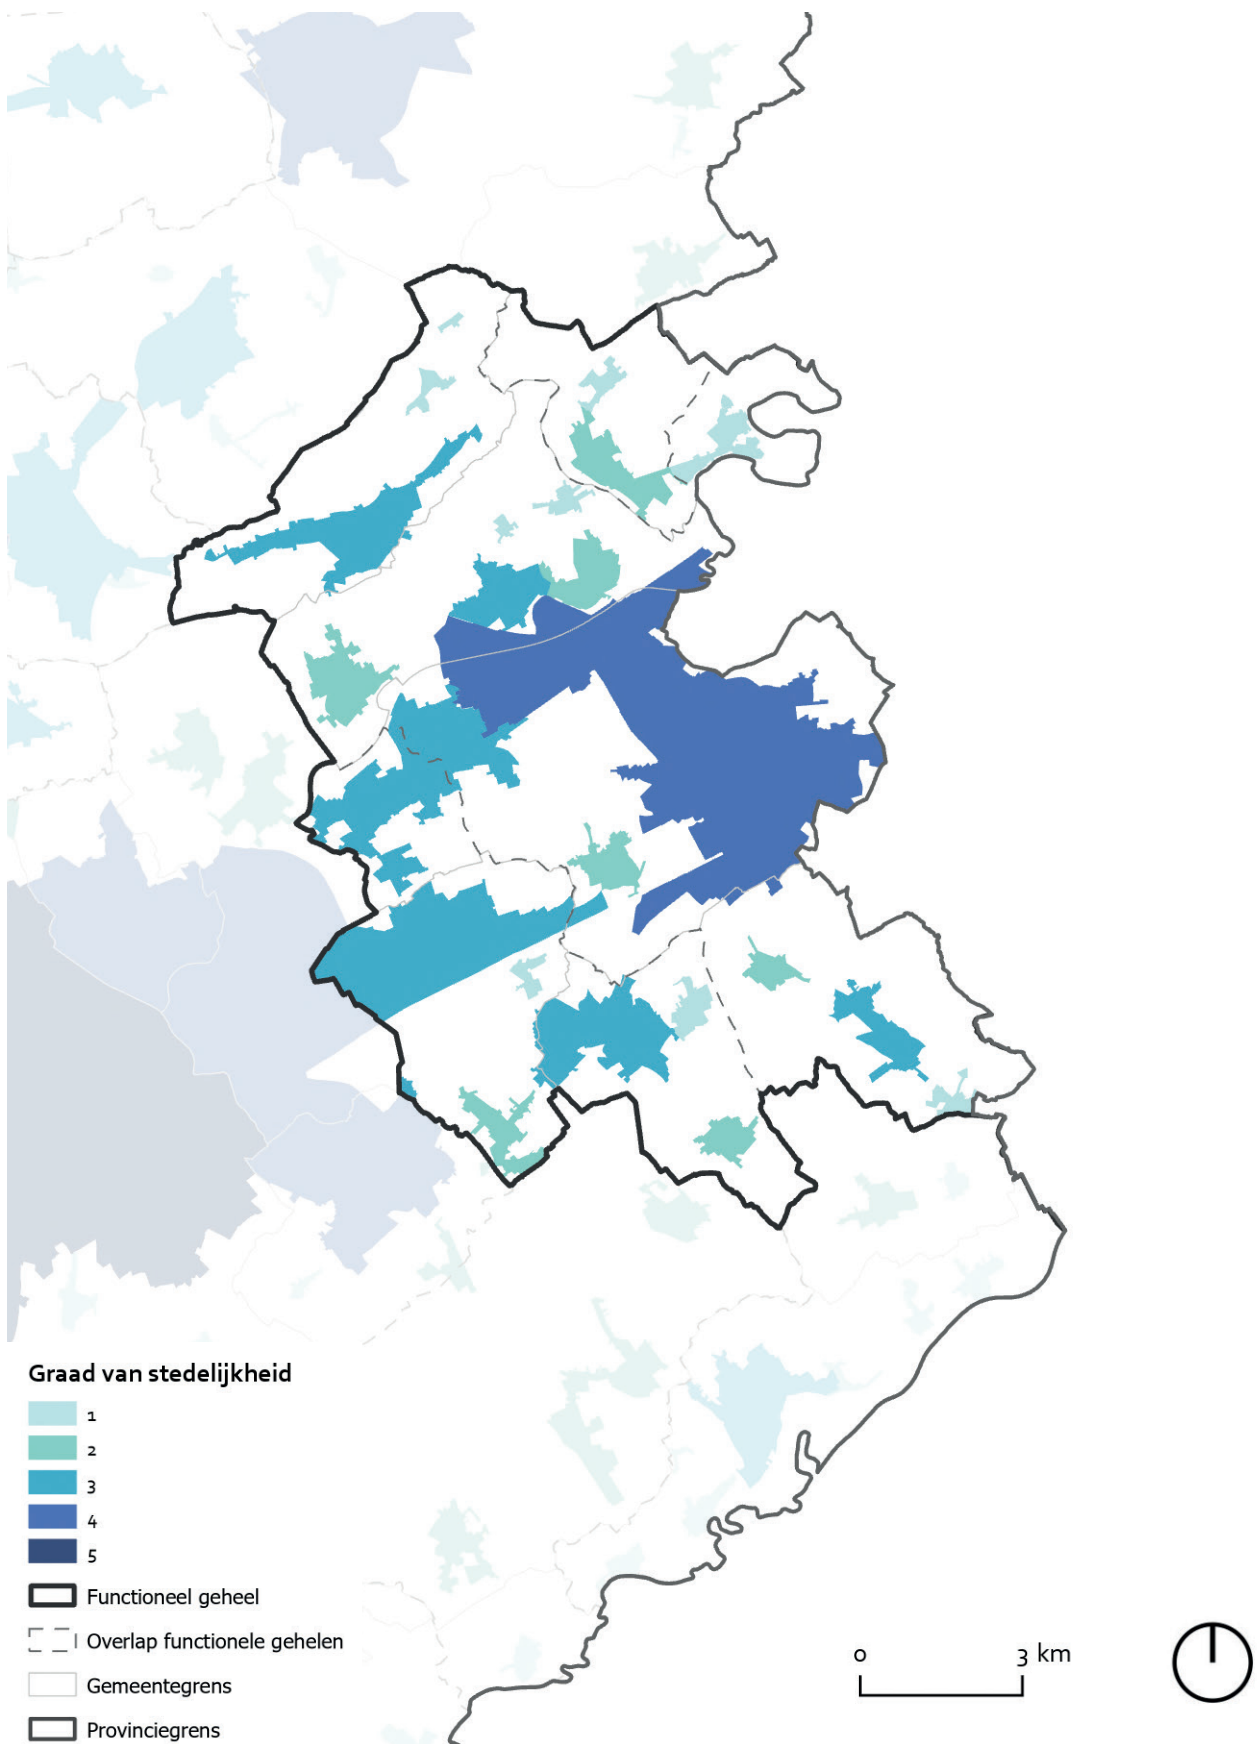 Graad van stedelijkheid
1
2
3
4
5
Functioneel geheel
Overlap functionele gehelen
Gemeentegrens
Provinciegrens
0 3 km